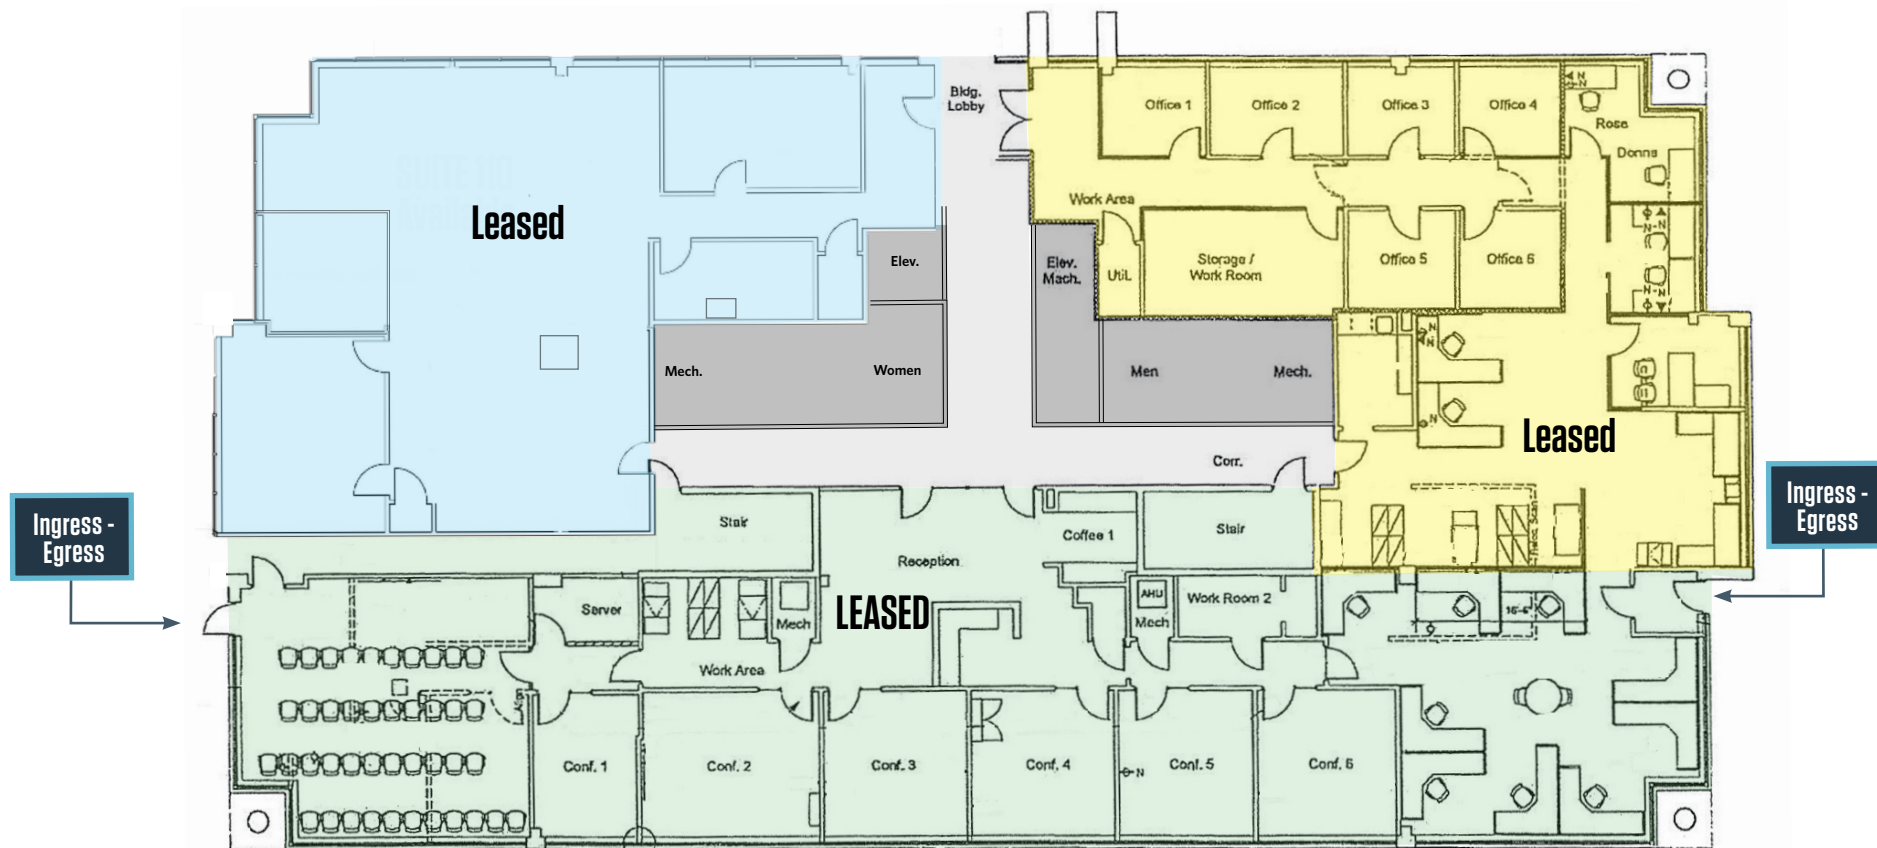 Bldg.
Lobby
Office 1
Office 2
Office 3
Office 4
N
N
Rosa
Donna
SUITE 110
Leased
Work Area
N
N
N
N
Elev.
Elev.
Mach.
Util.
Storage /
Work Room
Office 5
Office 6
N
N
Mech.
Women
Men
Mech.
N
Leased
Corr.
Ingress -
Egress
Ingress -
Egress
Stair
Reception
Coffee 1
Stair
Server
Mech
LEASED
AHU
Mech
Work Room 2
Work Area
Conf. 1
Conf. 2
Conf. 3
Conf. 4
N
Conf. 5
Conf. 6